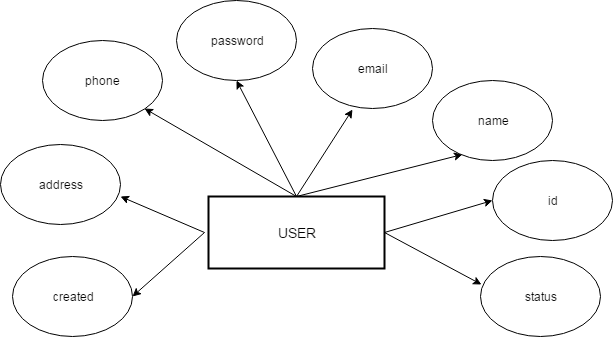 password
email
phone
name
address
id
USER
created
status